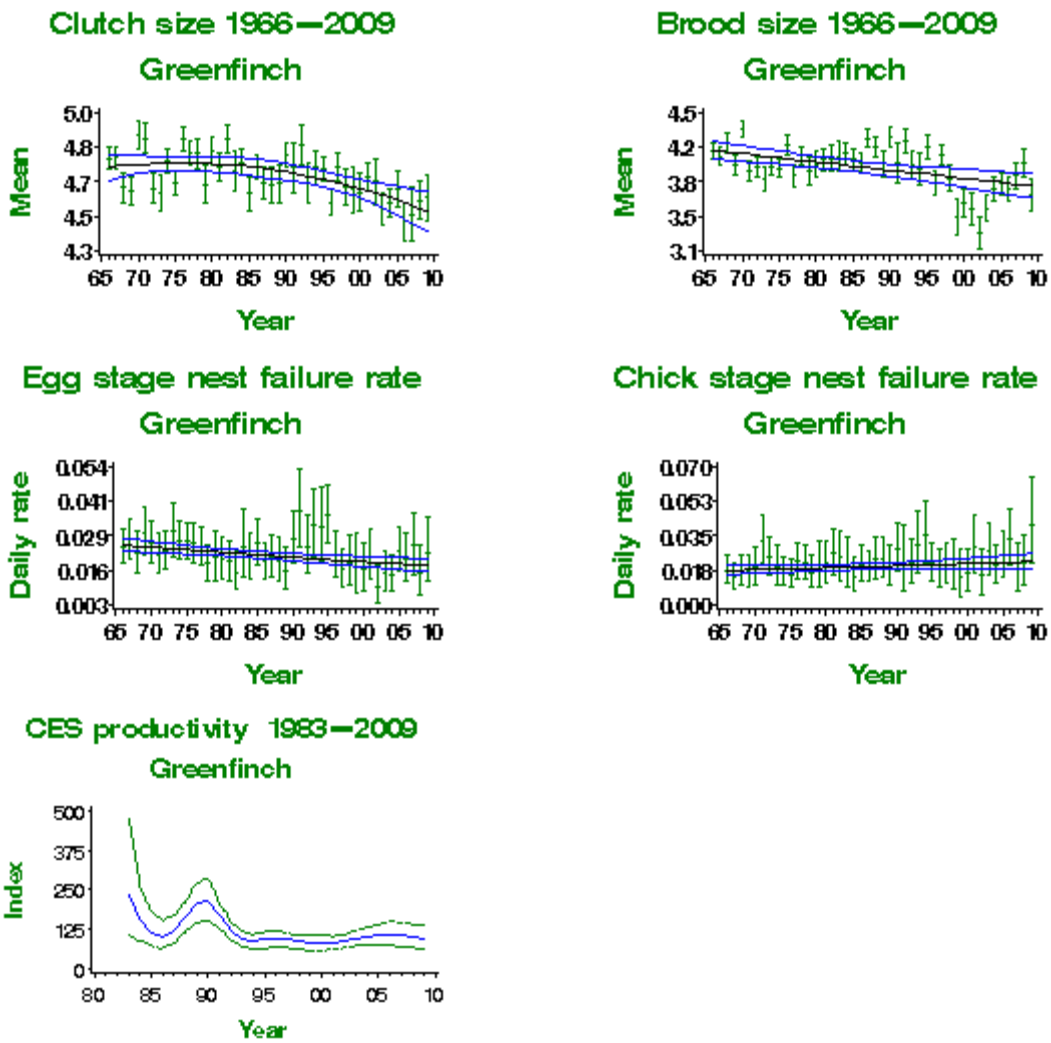 Clutch size 1966—2009
Greenfinch
Mean
5.0
4.8
4.7
4.5
4.3
65 70 75 80 85 90 95 00 05 10
Year
Brood size 1966—2009
Greenfinch
Mean
4.5
4.2
3.8
3.5
3.1
65 70 75 80 85 90 95 00 05 10
Year
Egg stage nest failure rate
Greenfinch
Daily rate
0.054
0.041
0.029
0.016
0.003
65 70 75 80 85 90 95 00 05 10
Year
Chick stage nest failure rate
Greenfinch
Daily rate
0.070
0.053
0.035
0.018
0.000
65 70 75 80 85 90 95 00 05 10
Year
CES productivity 1983—2009
Greenfinch
Index
500
375
250
125
0
80 85 90 95 00 05 10
Year